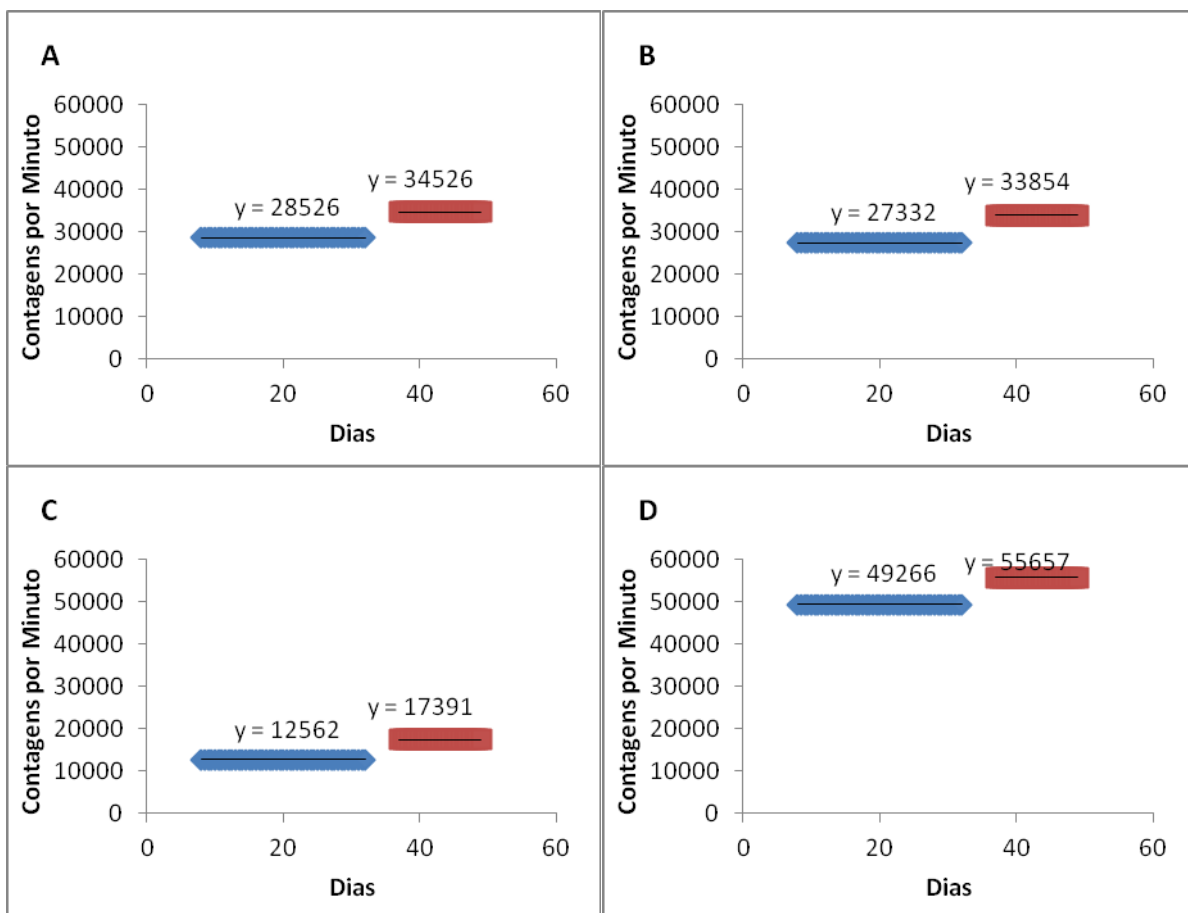 A
Contagens por Minuto
60000
50000
40000
30000
20000
10000
0
y = 28526
y = 34526
0 20 40 60
Dias
B
Contagens por Minuto
60000
50000
40000
30000
20000
10000
0
y = 27332
y = 33854
0 20 40 60
Dias
C
Contagens por Minuto
60000
50000
40000
30000
20000
10000
0
y = 12562
y = 17391
0 20 40 60
Dias
D
Contagens por Minuto
60000
50000
40000
30000
20000
10000
0
y = 49266
y = 55657
0 20 40 60
Dias